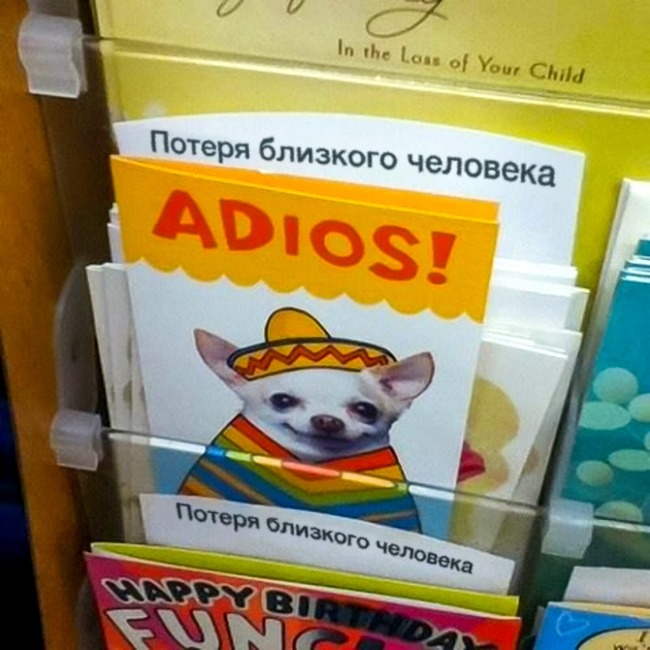 In the Loss of Your Child
Потеря близкого человека
ADIOS!
Потеря близкого человека
HAPPY BIRTHDAY